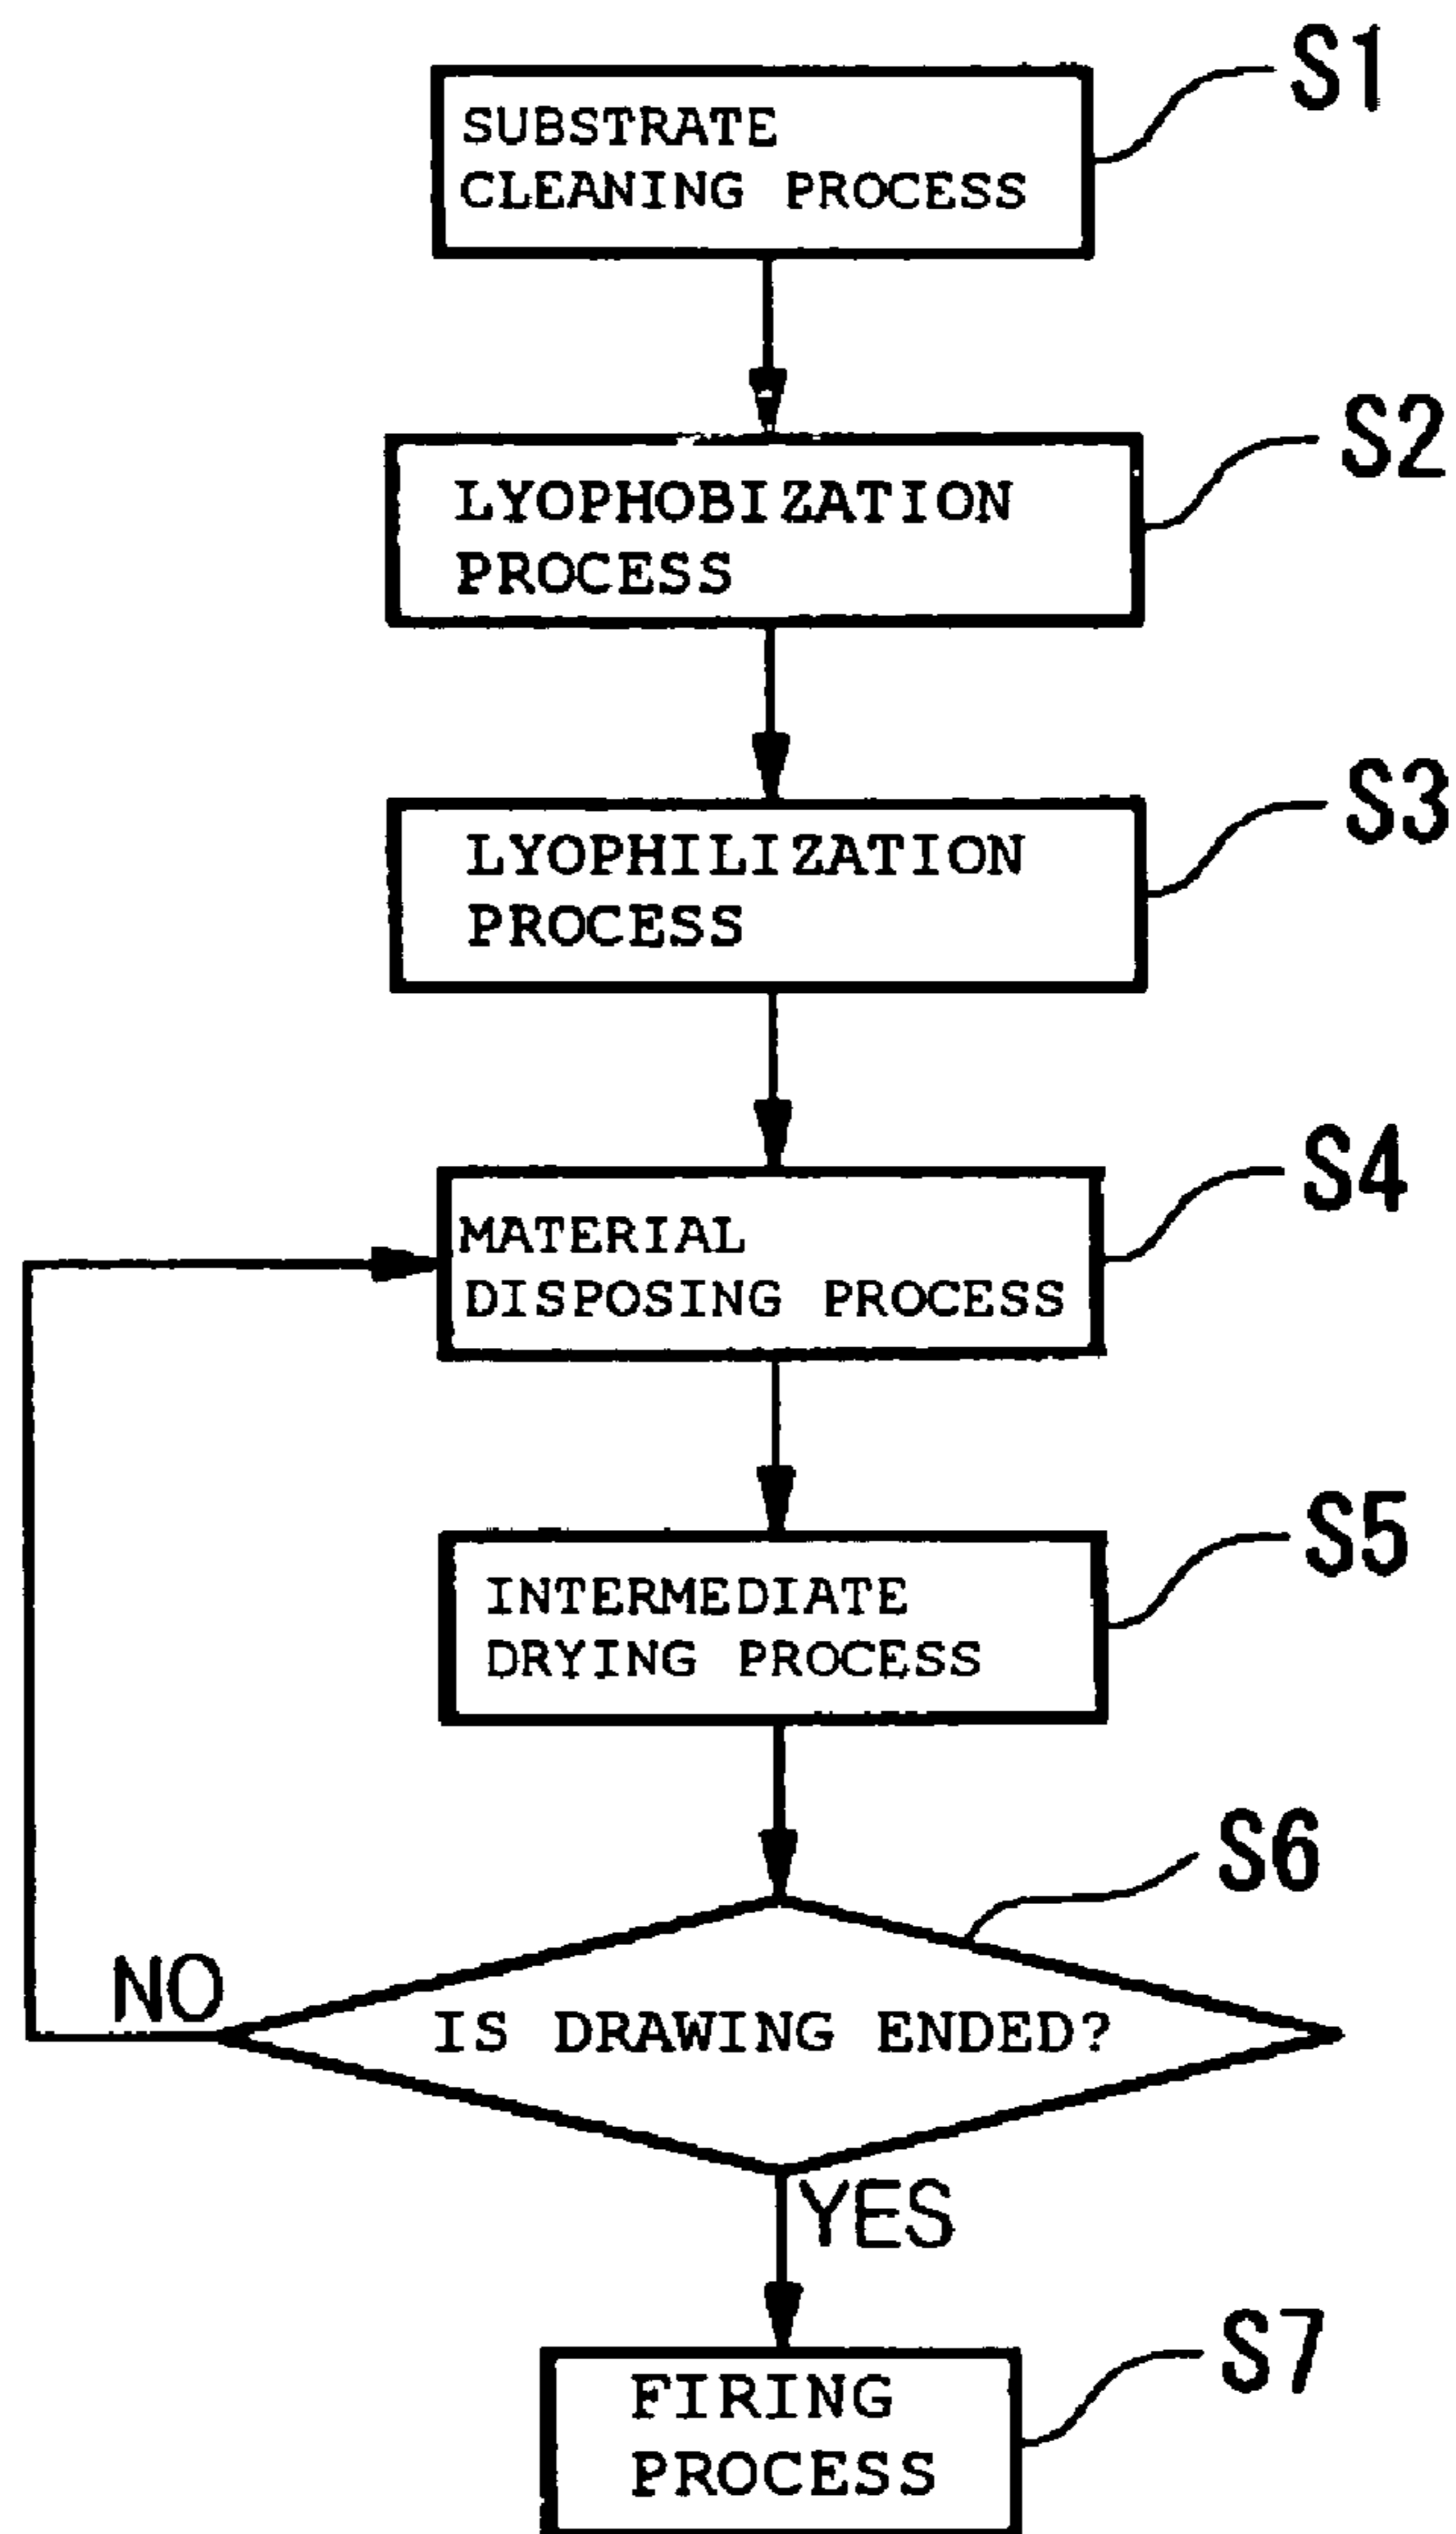 S1
SUBSTRATE
CLEANING PROCESS
S2
LYOPHOBIZATION
PROCESS
S3
LYOPHILIZATION
PROCESS
S4
MATERIAL
DISPOSING PROCESS
S5
INTERMEDIATE
DRYING PROCESS
S6
NO
IS DRAWING ENDED?
YES
S7
FIRING
PROCESS